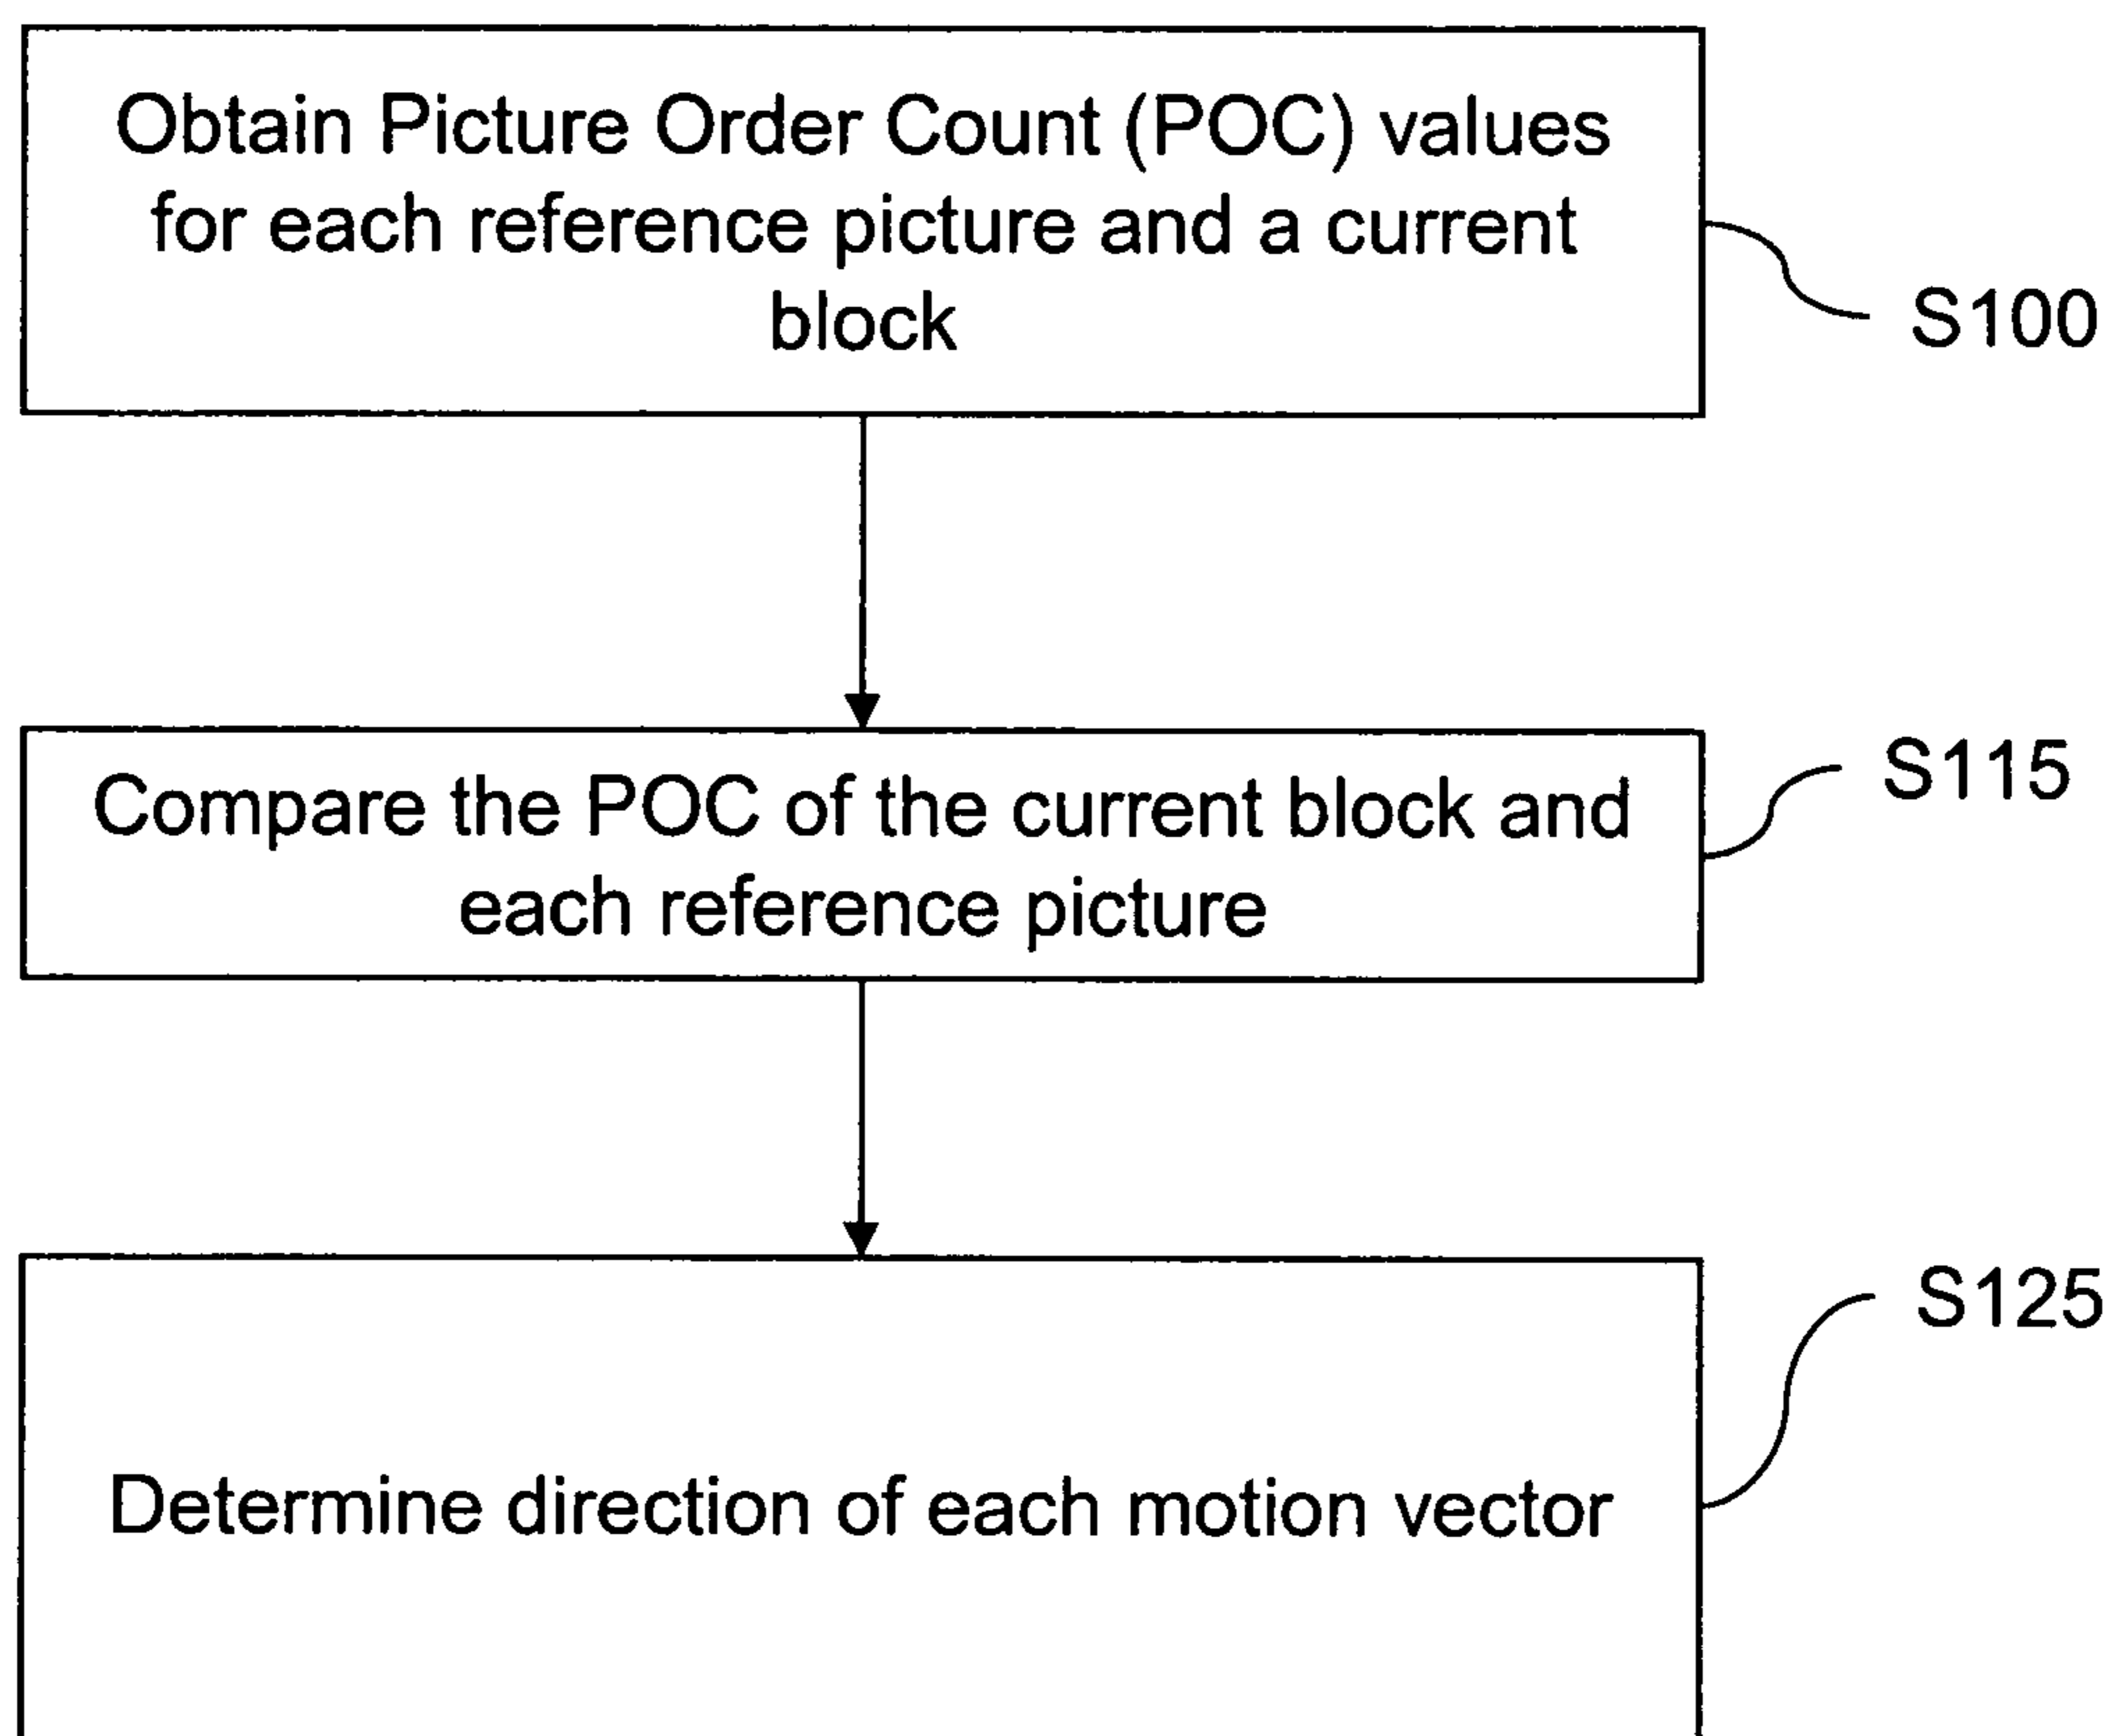 Obtain Picture Order Count (POC) values
for each reference picture and a current
block
S100
Compare the POC of the current block and
each reference picture
S115
Determine direction of each motion vector
S125